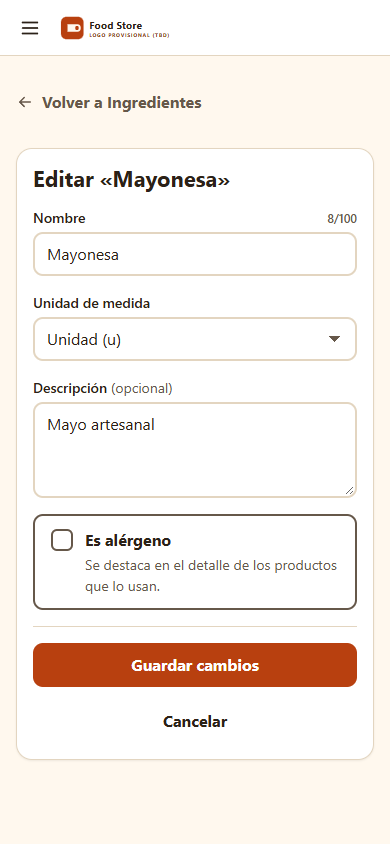 Food Store
LOGO PROVISIONAL (TBD)
← Volver a Ingredientes
Editar «Mayonesa»
Nombre 8/100
Mayonesa
Unidad de medida
Unidad (u)
Descripción (opcional)
Mayo artesanal
Es alérgeno
Se destaca en el detalle de los productos
que lo usan.
Guardar cambios
Cancelar